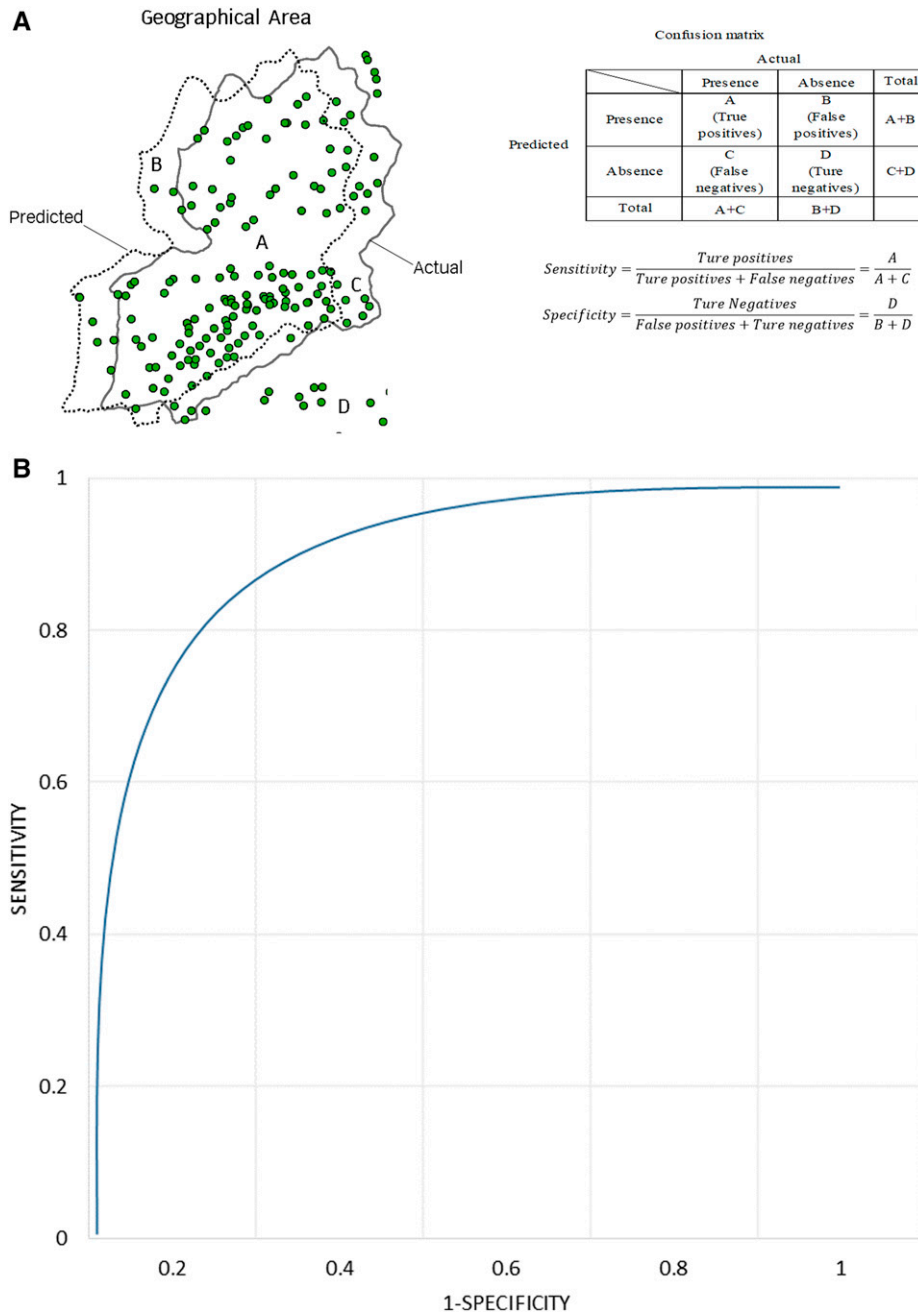 A
Geographical Area
B
Predicted
A
Actual
C
D
Confusion matrix
Actual
Presence Absence Total
Predicted
Presence A (True positives) B (False positives) A+B
Absence C (False negatives) D (Ture negatives) C+D
Total A+C B+D
Sensitivity = Ture positives / Ture positives + False negatives = A / A + C
Specificity = Ture Negatives / False positives + Ture negatives = D / B + D
B
1
0.8
0.6
0.4
0.2
0
SENSITIVITY
0.2 0.4 0.6 0.8 1
1-SPECIFICITY